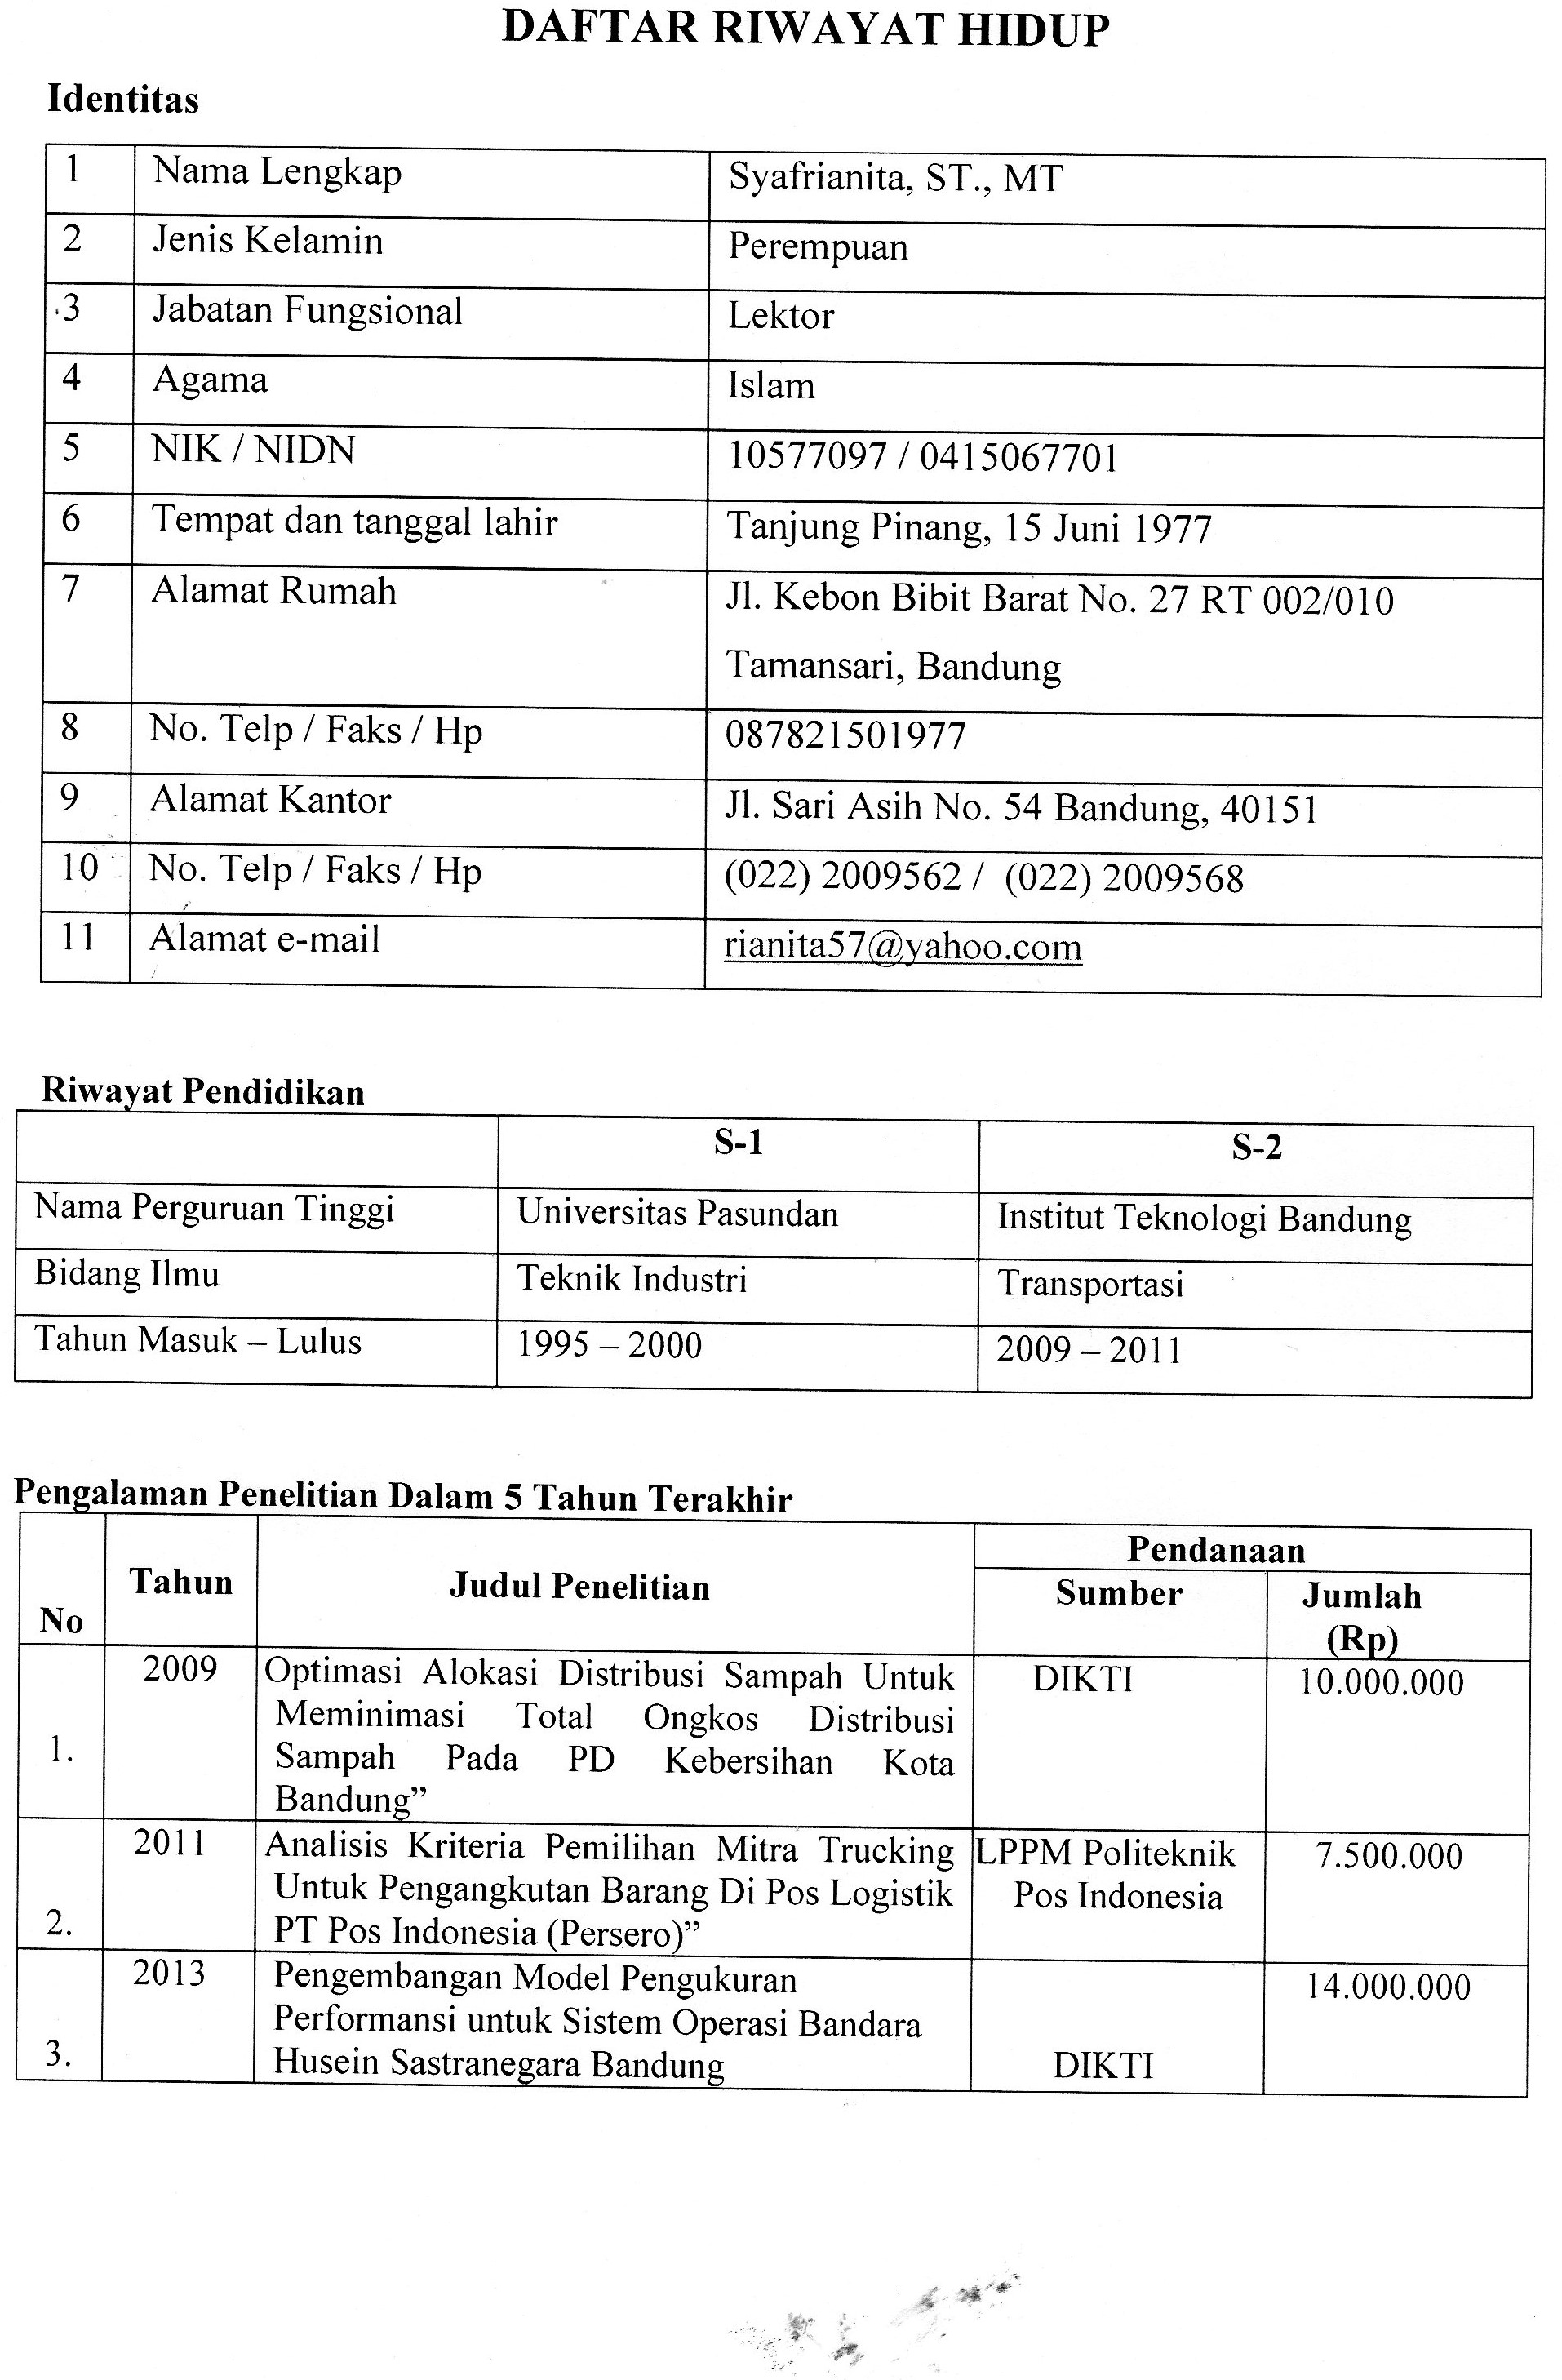 DAFTAR RIWAYAT HIDUP
Identitas
1 Nama Lengkap Syafrianita, ST., MT
2 Jenis Kelamin Perempuan
3 Jabatan Fungsional Lektor
4 Agama Islam
5 NIK / NIDN 10577097 / 0415067701
6 Tempat dan tanggal lahir Tanjung Pinang, 15 Juni 1977
7 Alamat Rumah Jl. Kebon Bibit Barat No. 27 RT 002/010
Tamansari, Bandung
8 No. Telp / Faks / Hp 087821501977
9 Alamat Kantor Jl. Sari Asih No. 54 Bandung, 40151
10 No. Telp / Faks / Hp (022) 2009562 / (022) 2009568
11 Alamat e-mail rianita57@yahoo.com
Riwayat Pendidikan
S-1 S-2
Nama Perguruan Tinggi Universitas Pasundan Institut Teknologi Bandung
Bidang Ilmu Teknik Industri Transportasi
Tahun Masuk – Lulus 1995 – 2000 2009 – 2011
Pengalaman Penelitian Dalam 5 Tahun Terakhir
Pendanaan
Tahun Judul Penelitian Sumber Jumlah
No (Rp)
2009 Optimasi Alokasi Distribusi Sampah Untuk DIKTI 10.000.000
Meminimasi Total Ongkos Distribusi
1. Sampah Pada PD Kebersihan Kota
Bandung”
2011 Analisis Kriteria Pemilihan Mitra Trucking LPPM Politeknik 7.500.000
Untuk Pengangkutan Barang Di Pos Logistik Pos Indonesia
2. PT Pos Indonesia (Persero)”
2013 Pengembangan Model Pengukuran 14.000.000
Performansi untuk Sistem Operasi Bandara
3. Husein Sastranegara Bandung DIKTI